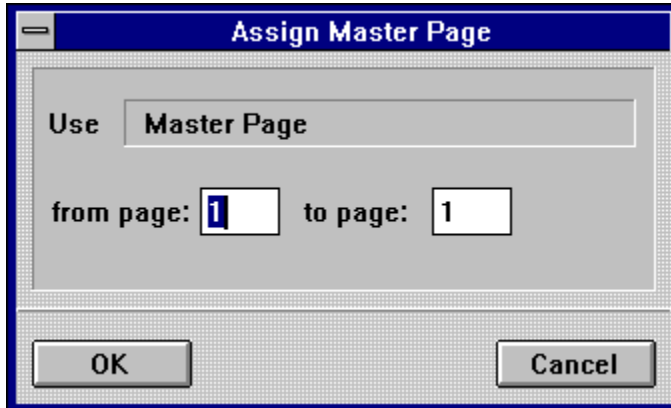 Assign Master Page
Use Master Page
from page: 1 to page: 1
OK Cancel